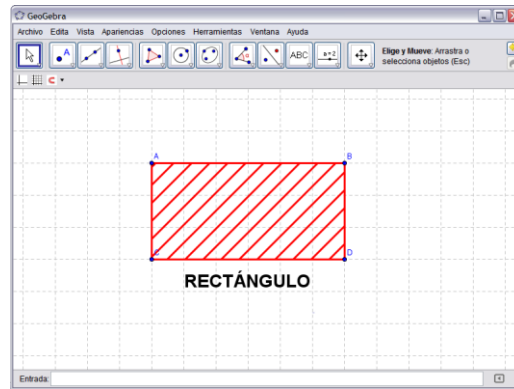 GeoGebra
Archivo Edita Vista Apariencias Opciones Herramientas Ventana Ayuda
A
ABC
a=2
Elige y Mueve: Arrastra o
selecciona objetos (Esc)
A B
C D
RECTÁNGULO
Entrada: